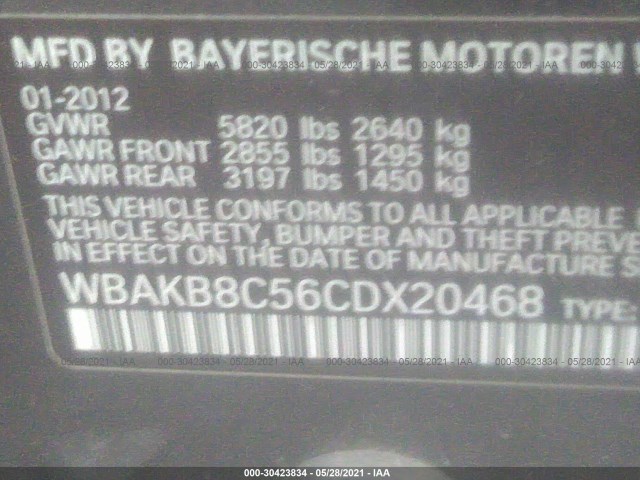 MFD BY BAYERISCHE MOTOREN
01-2012
GVWR 5820 lbs 2640 kg
GAWR FRONT 2855 lbs 1295 kg
GAWR REAR 3197 lbs 1450 kg
THIS VEHICLE CONFORMS TO ALL APPLICABLE
VEHICLE SAFETY, BUMPER AND THEFT PREVE
IN EFFECT ON THE DATE OF MANUFACTURE S
WBAKB8C56CDX20468 TYPE:
000-30423834 - 05/28/2021 - IAA